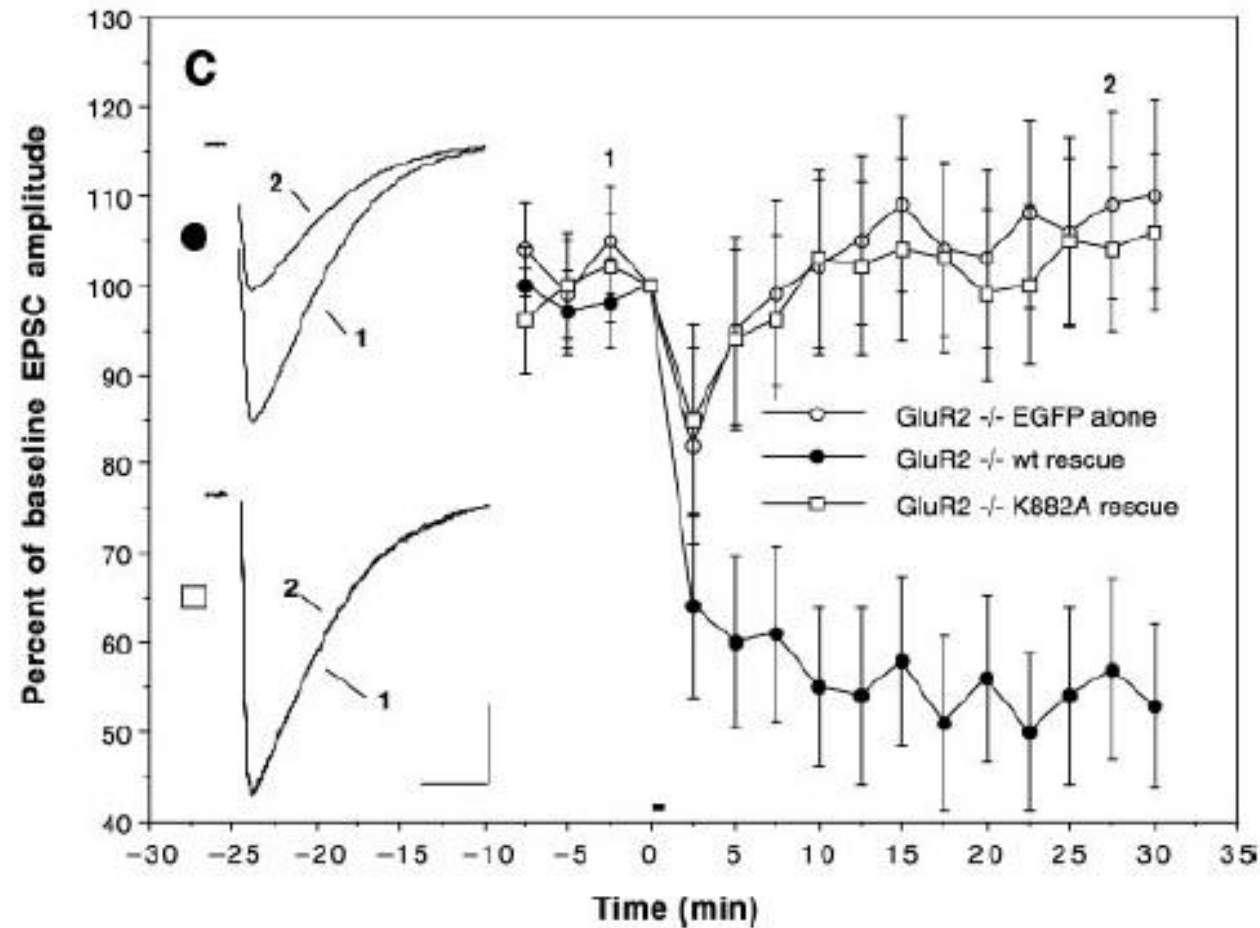 C
Percent of baseline EPSC amplitude
130
120
110
100
90
80
70
60
50
40
2
1
2
1
1
2
GluR2 -/- EGFP alone
GluR2 -/- wt rescue
GluR2 -/- K882A rescue
-30 -25 -20 -15 -10 -5 0 5 10 15 20 25 30 35
Time (min)